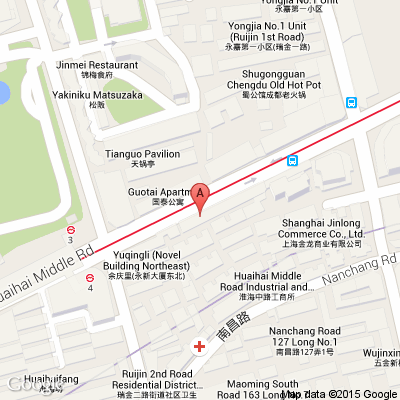 Yongjia No.1 Unit
永嘉第一小区
Yongjia No.1 Unit
(Ruijin 1st Road)
永嘉第一小区(瑞金一路)
Jinmei Restaurant
锦梅食府
Yakiniku Matsuzaka
松阪
Shugongguan
Chengdu Old Hot Pot
蜀公馆成都老火锅
Tianguo Pavilion
天锅亭
Guotai Apartm
国泰公寓
A
3
4
uaihai Middle Rd
Yuqingli (Novel
Building Northeast)
余庆里(永新大厦东北)
Shanghai Jinlong
Commerce Co., Ltd.
上海金龙商业有限公司
Nanchang Rd
Huaihai Middle
Road Industrial and...
淮海中路工商所
南昌路
Nanchang Road
127 Long No.1
南昌路127弄1号
Wujinxin
五金新
Ruijin 2nd Road
Residential District...
瑞金二路社区卫生
Huaihuifang
Maoming South
Road 163 Long No.7
Google
Map data ©2015 Google